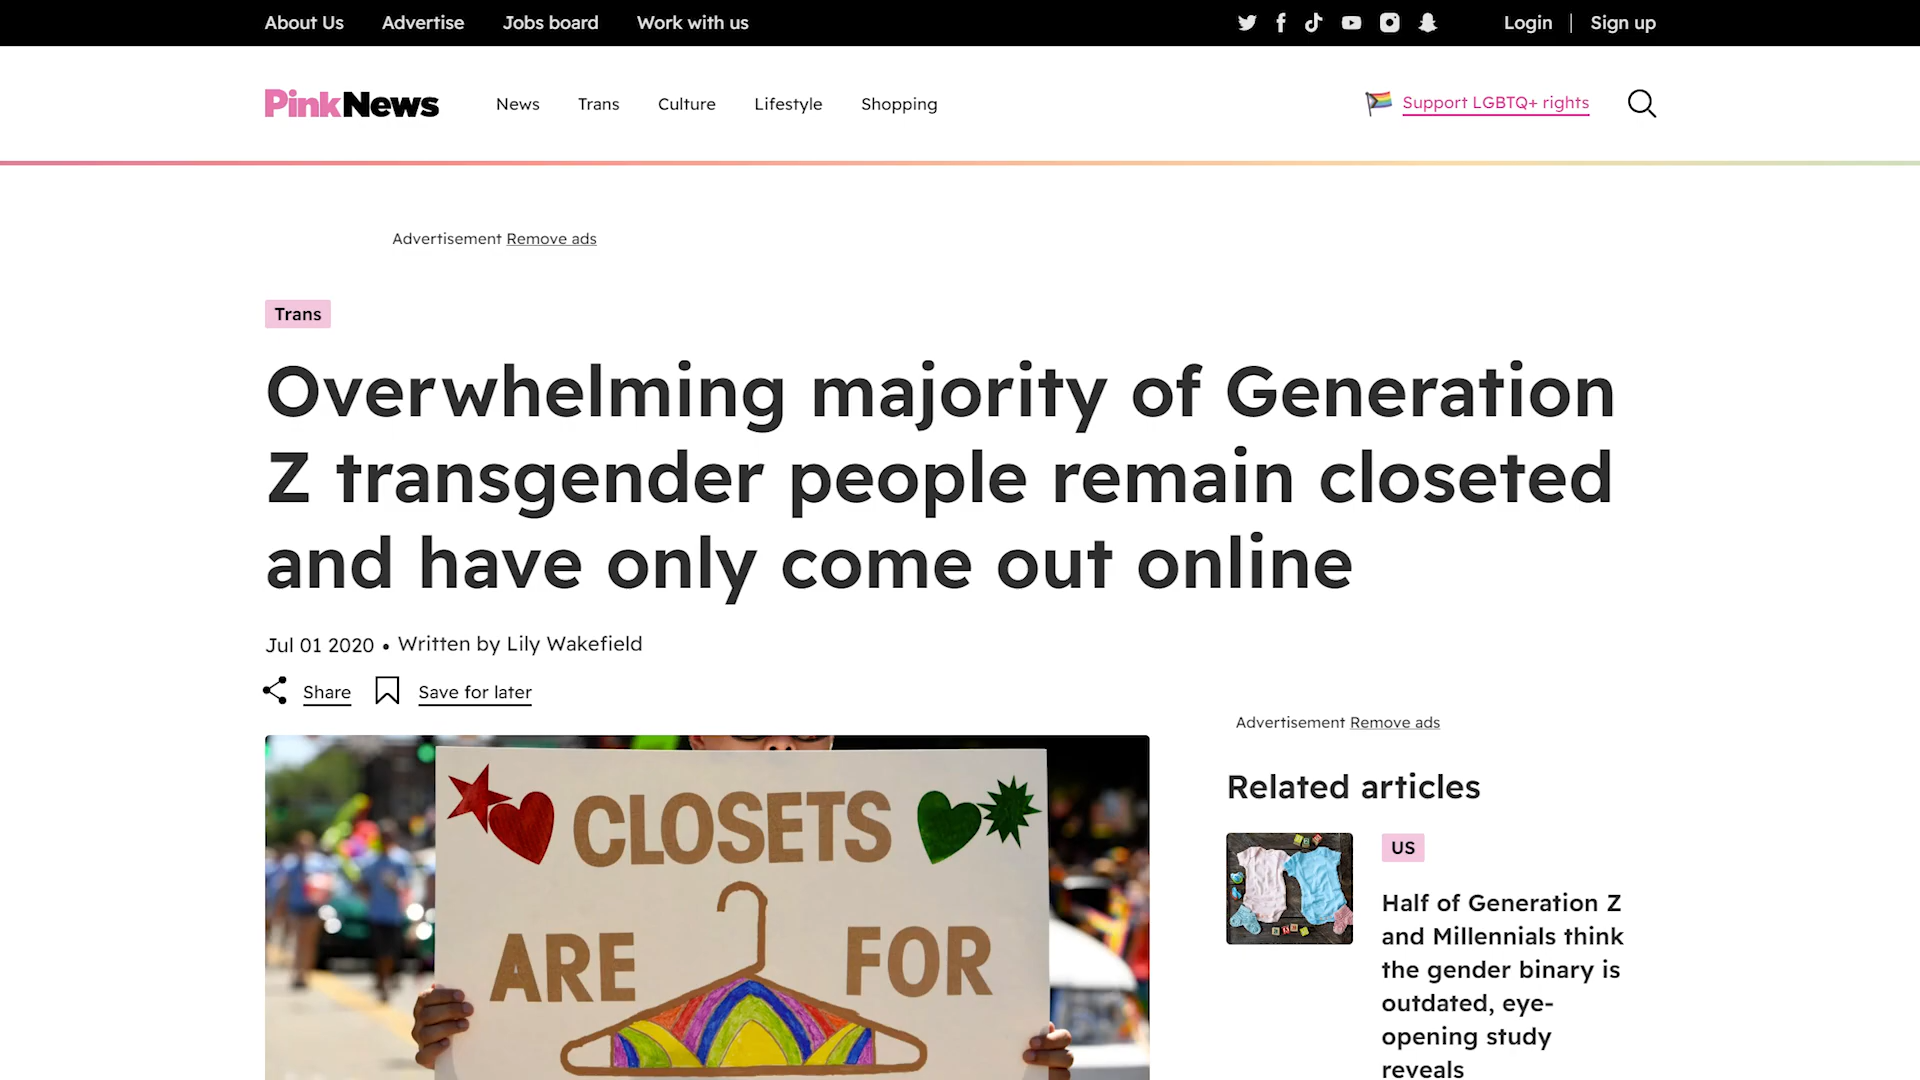 About Us Advertise Jobs board Work with us Login Sign up
PinkNews News Trans Culture Lifestyle Shopping Support LGBTQ+ rights
Advertisement Remove ads
Trans
Overwhelming majority of Generation
Z transgender people remain closeted
and have only come out online
Jul 01 2020 • Written by Lily Wakefield
Share Save for later
CLOSETS
ARE FOR
Advertisement Remove ads
Related articles
US
Half of Generation Z
and Millennials think
the gender binary is
outdated, eye-
opening study
reveals